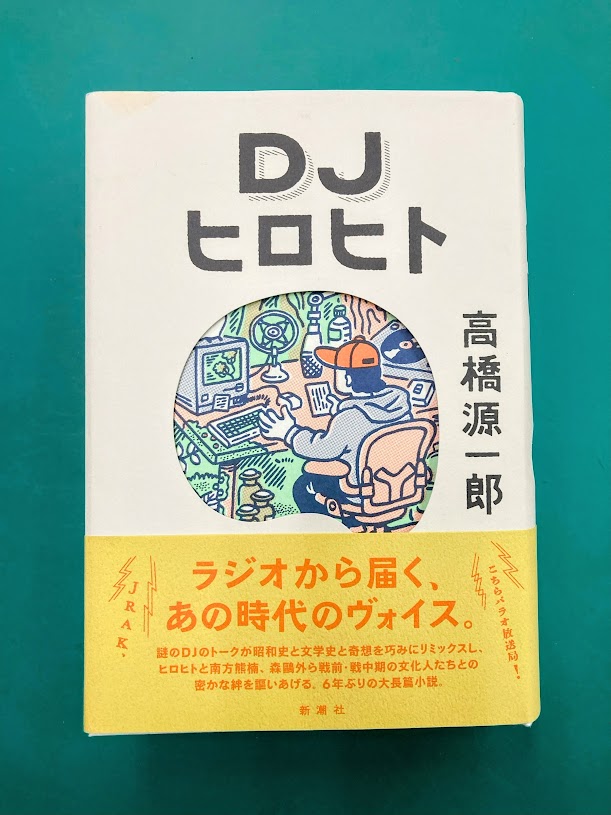 DJ
ヒロヒト
高橋源一郎
JRAK、
ラジオから届く、
あの時代のヴォイス。
こちらパラオ放送局!
謎のDJのトークが昭和史と文学史と奇想を巧みにリミックスし、
ヒロヒトと南方熊楠、森鷗外ら戦前・戦中期の文化人たちとの
密かな絆を謳いあげる。6年ぶりの大長篇小説。
新潮社